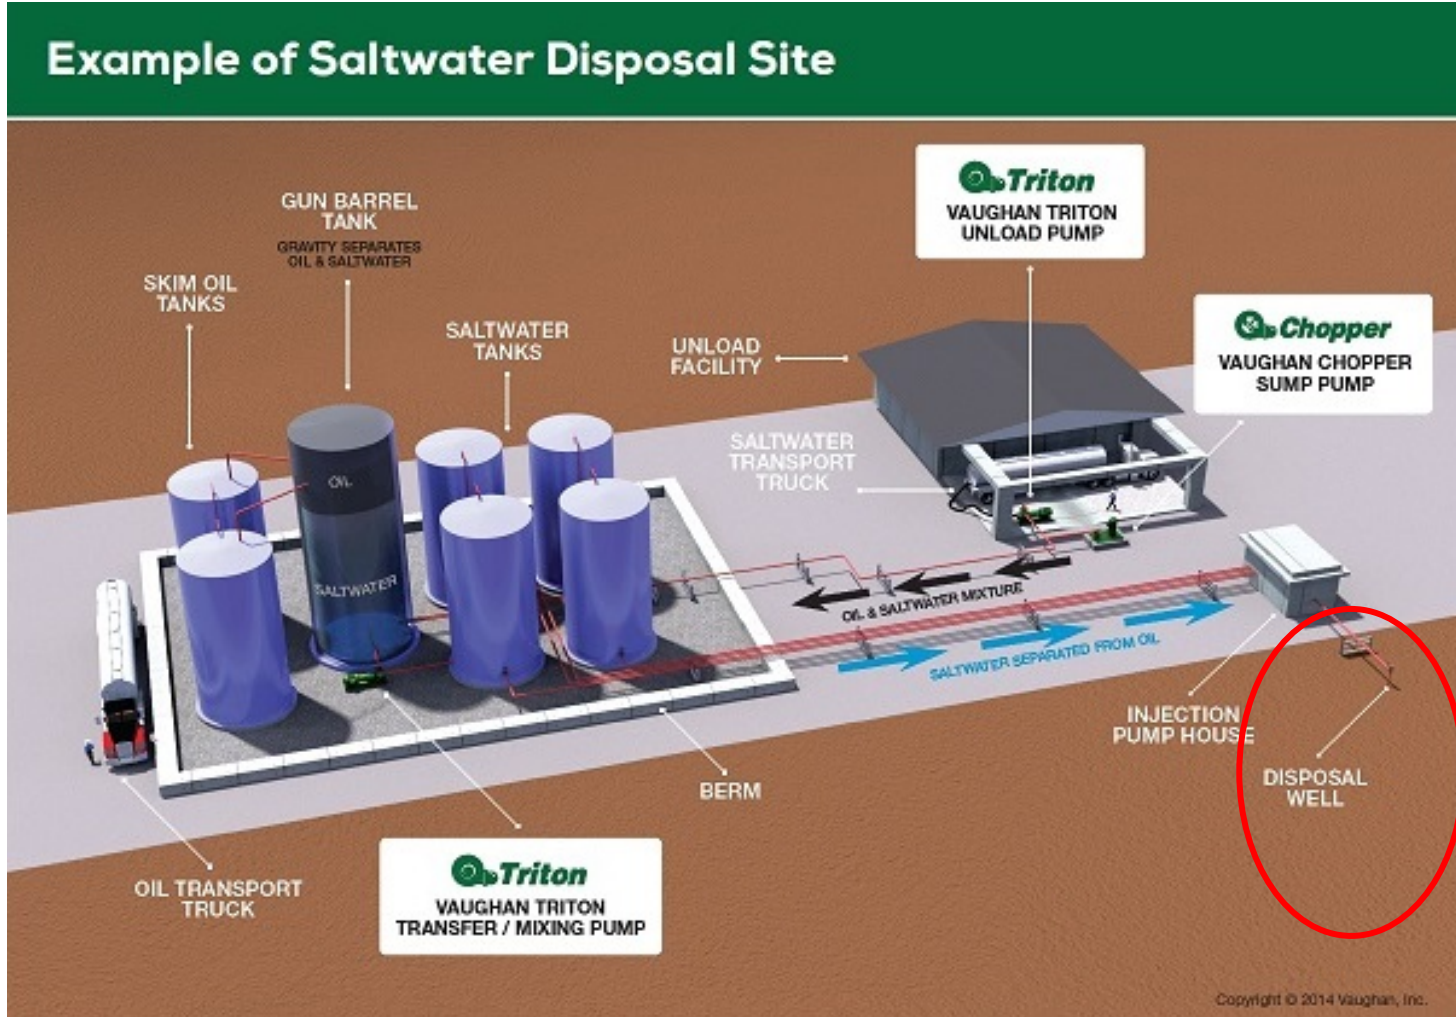 Example of Saltwater Disposal Site
GUN BARREL
TANK
GRAVITY SEPARATES
OIL & SALTWATER
SKIM OIL
TANKS
SALTWATER
TANKS
UNLOAD
FACILITY
Triton
VAUGHAN TRITON
UNLOAD PUMP
Chopper
VAUGHAN CHOPPER
SUMP PUMP
SALTWATER
TRANSPORT
TRUCK
OIL
SALTWATER
OIL & SALTWATER MIXTURE
SALTWATER SEPARATED FROM OIL
INJECTION
PUMP HOUSE
DISPOSAL
WELL
BERM
OIL TRANSPORT
TRUCK
Triton
VAUGHAN TRITON
TRANSFER / MIXING PUMP
Copyright © 2014 Vaughan, Inc.